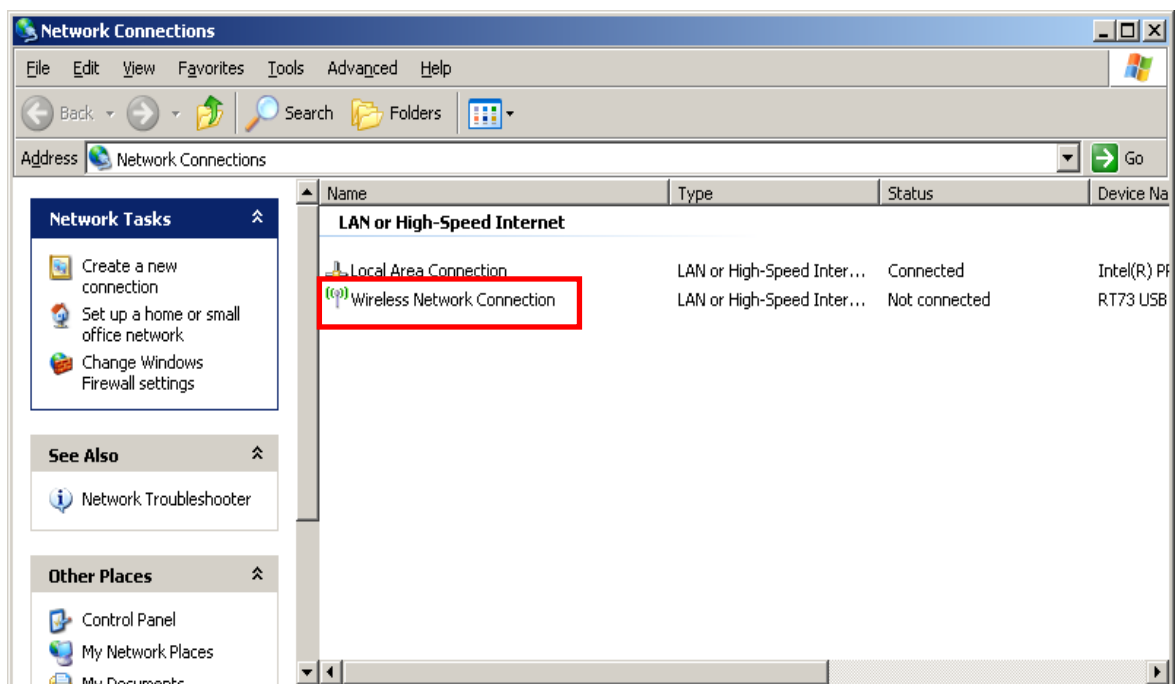 Network Connections
File Edit View Favorites Tools Advanced Help
Back Search Folders
Address Network Connections Go
Network Tasks
Create a new
connection
Set up a home or small
office network
Change Windows
Firewall settings
See Also
Network Troubleshooter
Other Places
Control Panel
My Network Places
My Documents
Name Type Status Device Na
LAN or High-Speed Internet
Local Area Connection LAN or High-Speed Inter... Connected Intel(R) P
Wireless Network Connection LAN or High-Speed Inter... Not connected RT73 USB